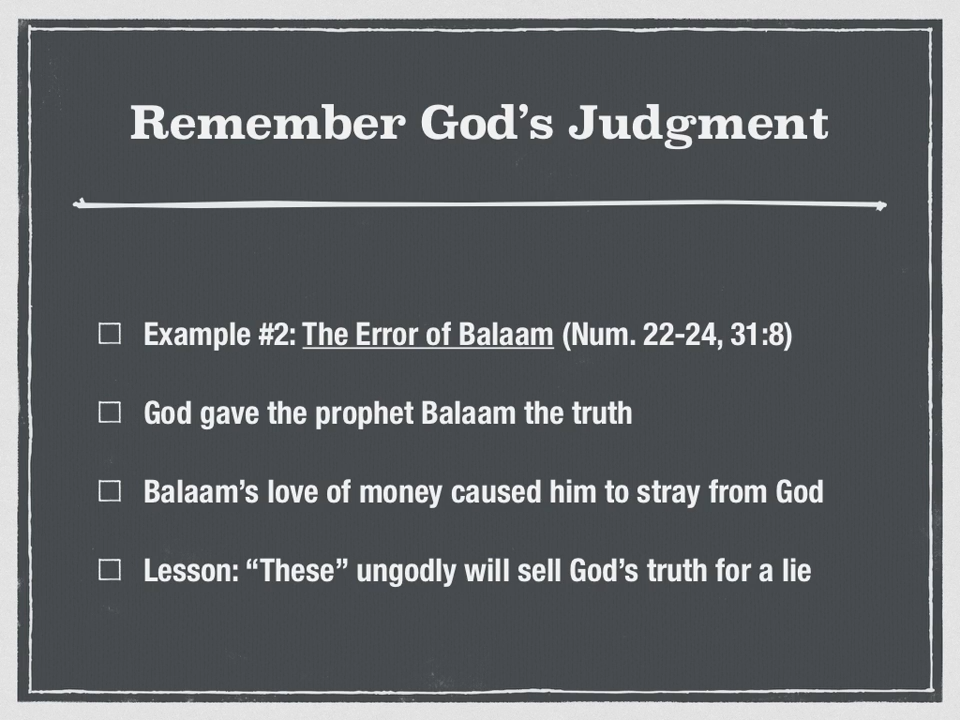 Remember God’s Judgment
Example #2: The Error of Balaam (Num. 22-24, 31:8)
God gave the prophet Balaam the truth
Balaam’s love of money caused him to stray from God
Lesson: “These” ungodly will sell God’s truth for a lie